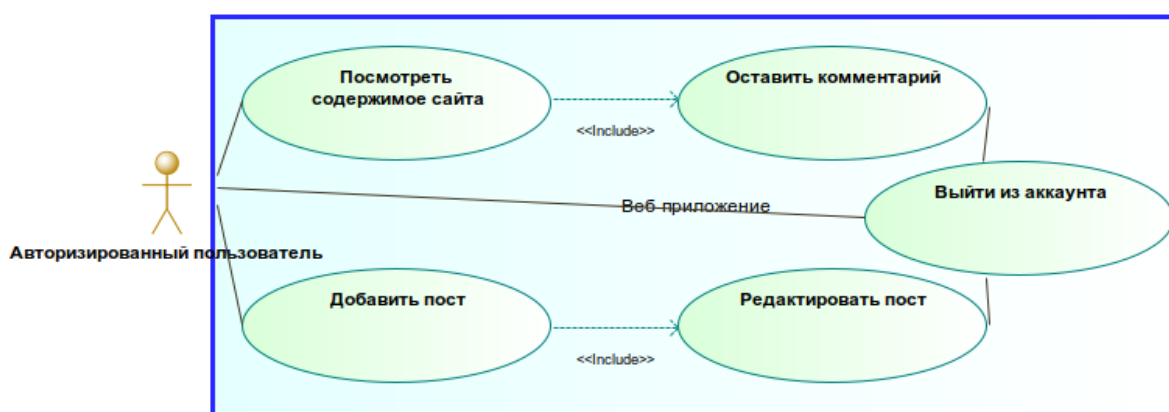 Посмотреть
содержимое сайта
Оставить комментарий
<<Include>>
Выйти из аккаунта
Веб приложение
Авторизированный пользователь
Добавить пост
Редактировать пост
<<Include>>